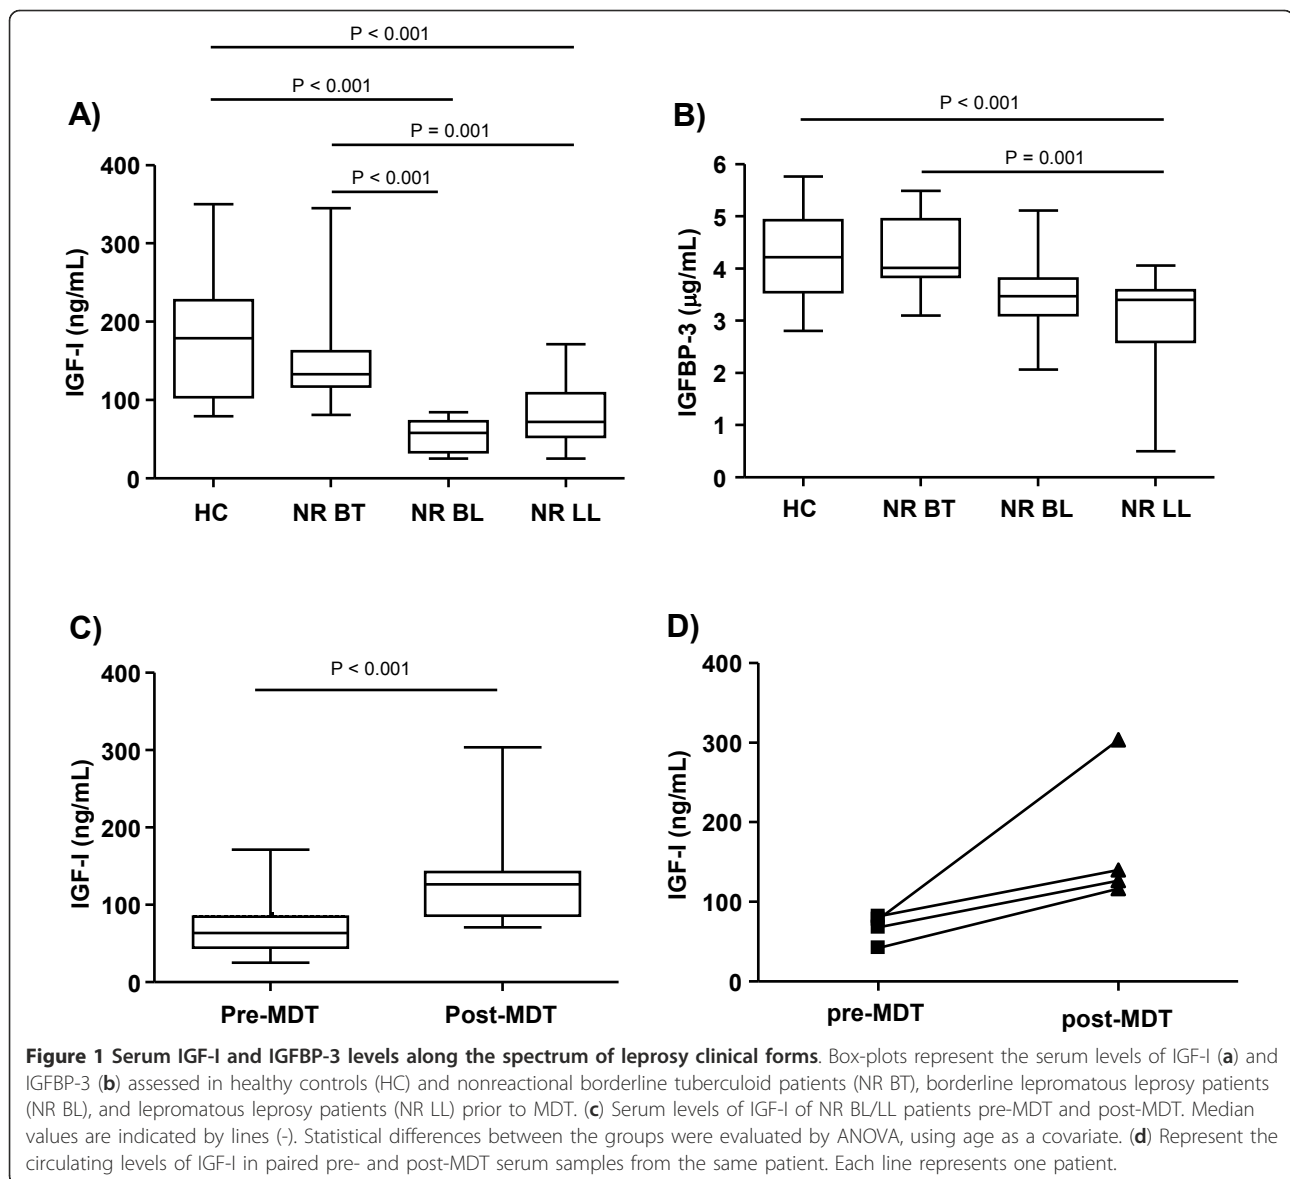 P < 0.001
P < 0.001
A)
P = 0.001
P < 0.001
400
300
200
100
0
IGF-I (ng/mL)
HC NR BT NR BL NR LL
B)
P < 0.001
P = 0.001
6
5
4
3
2
1
0
IGFBP-3 (μg/mL)
HC NR BT NR BL NR LL
C)
P < 0.001
400
300
200
100
0
IGF-I (ng/mL)
Pre-MDT Post-MDT
D)
400
300
200
100
0
IGF-I (ng/mL)
pre-MDT post-MDT
Figure 1 Serum IGF-I and IGFBP-3 levels along the spectrum of leprosy clinical forms. Box-plots represent the serum levels of IGF-I (a) and
IGFBP-3 (b) assessed in healthy controls (HC) and nonreactional borderline tuberculoid patients (NR BT), borderline lepromatous leprosy patients
(NR BL), and lepromatous leprosy patients (NR LL) prior to MDT. (c) Serum levels of IGF-I of NR BL/LL patients pre-MDT and post-MDT. Median
values are indicated by lines (-). Statistical differences between the groups were evaluated by ANOVA, using age as a covariate. (d) Represent the
circulating levels of IGF-I in paired pre- and post-MDT serum samples from the same patient. Each line represents one patient.